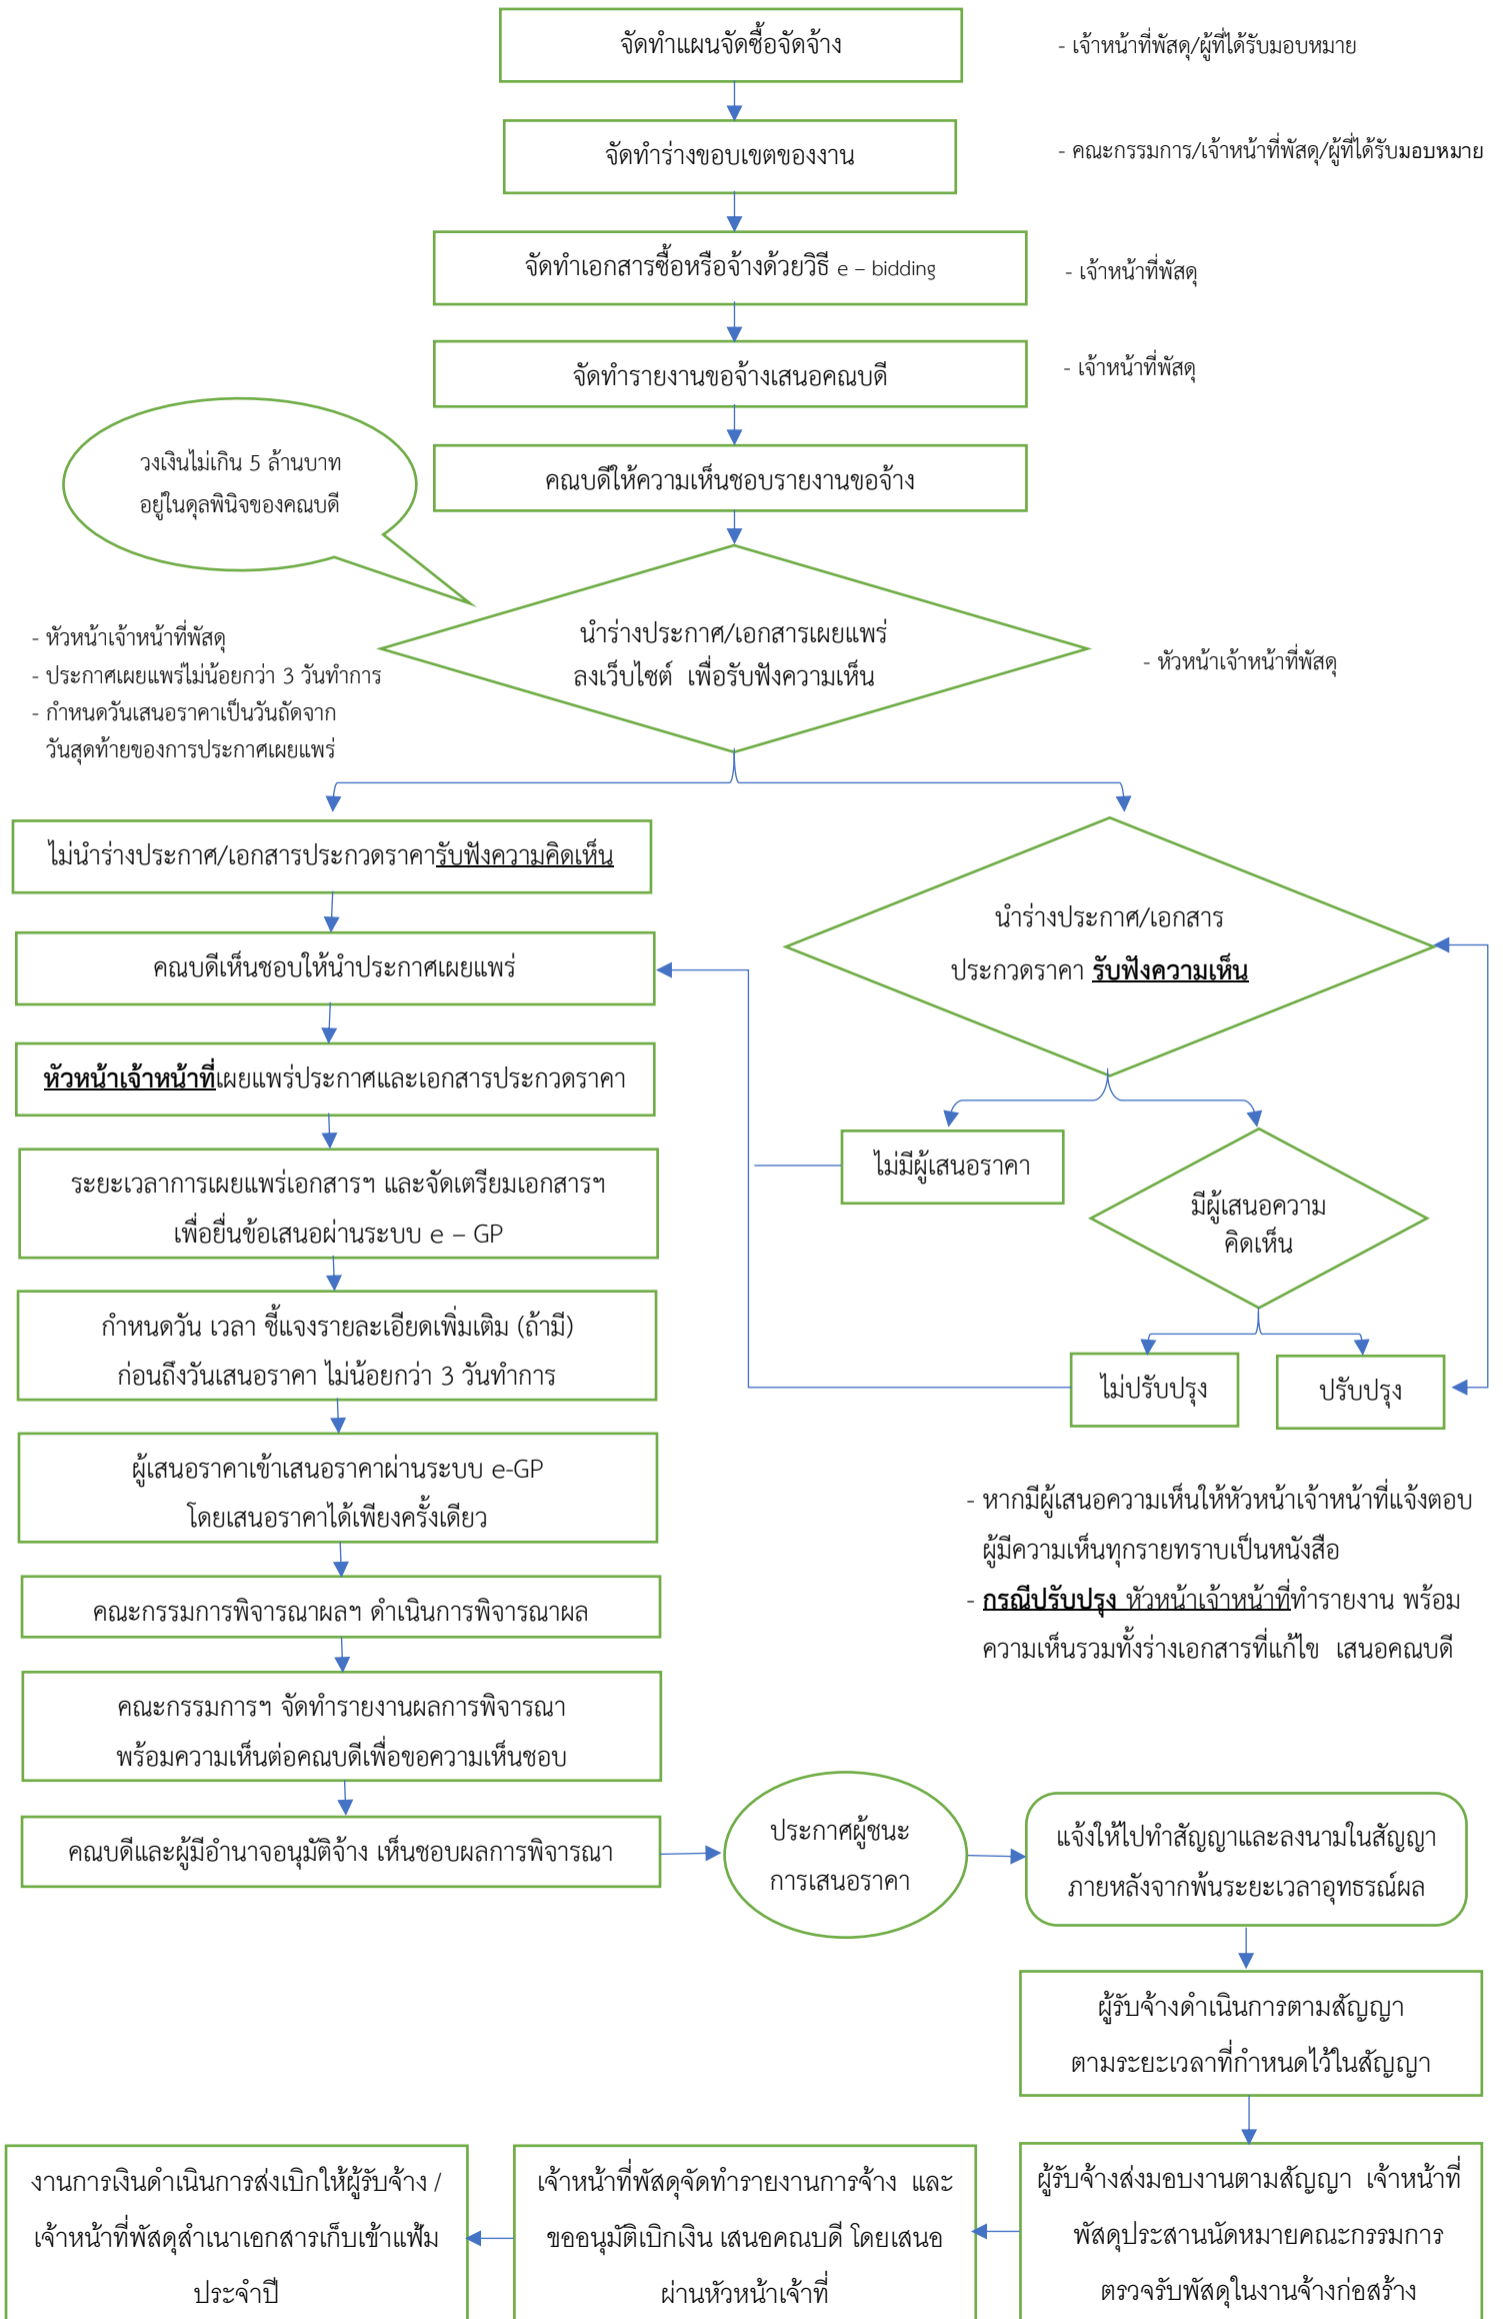 จัดทำแผนจัดซื้อจัดจ้าง
- เจ้าหน้าที่พัสดุ/ผู้ที่ได้รับมอบหมาย
จัดทำร่างขอบเขตของงาน
- คณะกรรมการ/เจ้าหน้าที่พัสดุ/ผู้ที่ได้รับมอบหมาย
จัดทำเอกสารซื้อหรือจ้างด้วยวิธี e – bidding
- เจ้าหน้าที่พัสดุ
จัดทำรายงานขอจ้างเสนอคณบดี
- เจ้าหน้าที่พัสดุ
วงเงินไม่เกิน 5 ล้านบาท
อยู่ในดุลพินิจของคณบดี
คณบดีให้ความเห็นชอบรายงานขอจ้าง
นำร่างประกาศ/เอกสารเผยแพร่
ลงเว็บไซต์ เพื่อรับฟังความเห็น
- หัวหน้าเจ้าหน้าที่พัสดุ
- ประกาศเผยแพร่ไม่น้อยกว่า 3 วันทำการ
- กำหนดวันเสนอราคาเป็นวันถัดจาก
วันสุดท้ายของการประกาศเผยแพร่
- หัวหน้าเจ้าหน้าที่พัสดุ
ไม่นำร่างประกาศ/เอกสารประกวดราคารับฟังความคิดเห็น
คณบดีเห็นชอบให้นำประกาศเผยแพร่
หัวหน้าเจ้าหน้าที่เผยแพร่ประกาศและเอกสารประกวดราคา
ระยะเวลาการเผยแพร่เอกสารฯ และจัดเตรียมเอกสารฯ
เพื่อยื่นข้อเสนอผ่านระบบ e – GP
กำหนดวัน เวลา ชี้แจงรายละเอียดเพิ่มเติม (ถ้ามี)
ก่อนถึงวันเสนอราคา ไม่น้อยกว่า 3 วันทำการ
ผู้เสนอราคาเข้าเสนอราคาผ่านระบบ e-GP
โดยเสนอราคาได้เพียงครั้งเดียว
คณะกรรมการพิจารณาผลฯ ดำเนินการพิจารณาผล
คณะกรรมการฯ จัดทำรายงานผลการพิจารณา
พร้อมความเห็นต่อคณบดีเพื่อขอความเห็นชอบ
คณบดีและผู้มีอำนาจอนุมัติจ้าง เห็นชอบผลการพิจารณา
นำร่างประกาศ/เอกสาร
ประกวดราคา รับฟังความเห็น
ไม่มีผู้เสนอราคา
มีผู้เสนอความ
คิดเห็น
ไม่ปรับปรุง
ปรับปรุง
- หากมีผู้เสนอความเห็นให้หัวหน้าเจ้าหน้าที่แจ้งตอบ
ผู้มีความเห็นทุกรายทราบเป็นหนังสือ
- กรณีปรับปรุง หัวหน้าเจ้าหน้าที่ทำรายงาน พร้อม
ความเห็นรวมทั้งร่างเอกสารที่แก้ไข เสนอคณบดี
ประกาศผู้ชนะ
การเสนอราคา
แจ้งให้ไปทำสัญญาและลงนามในสัญญา
ภายหลังจากพ้นระยะเวลาอุทธรณ์ผล
ผู้รับจ้างดำเนินการตามสัญญา
ตามระยะเวลาที่กำหนดไว้ในสัญญา
ผู้รับจ้างส่งมอบงานตามสัญญา เจ้าหน้าที่
พัสดุประสานนัดหมายคณะกรรมการ
ตรวจรับพัสดุในงานจ้างก่อสร้าง
เจ้าหน้าที่พัสดุจัดทำรายงานการจ้าง และ
ขออนุมัติเบิกเงิน เสนอคณบดี โดยเสนอ
ผ่านหัวหน้าเจ้าที่
งานการเงินดำเนินการส่งเบิกให้ผู้รับจ้าง /
เจ้าหน้าที่พัสดุสำเนาเอกสารเก็บเข้าแฟ้ม
ประจำปี